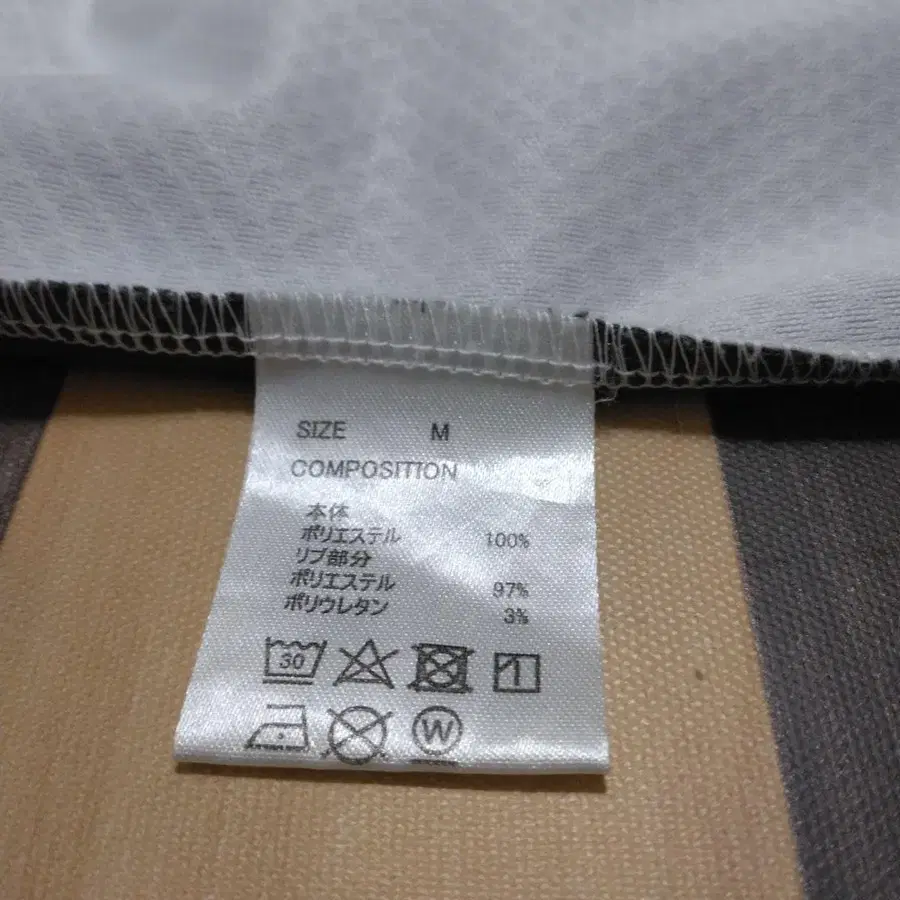 SIZE M
COMPOSITION
本体
ポリエステル 100%
リブ部分
ポリエステル 97%
ポリウレタン 3%
30
W